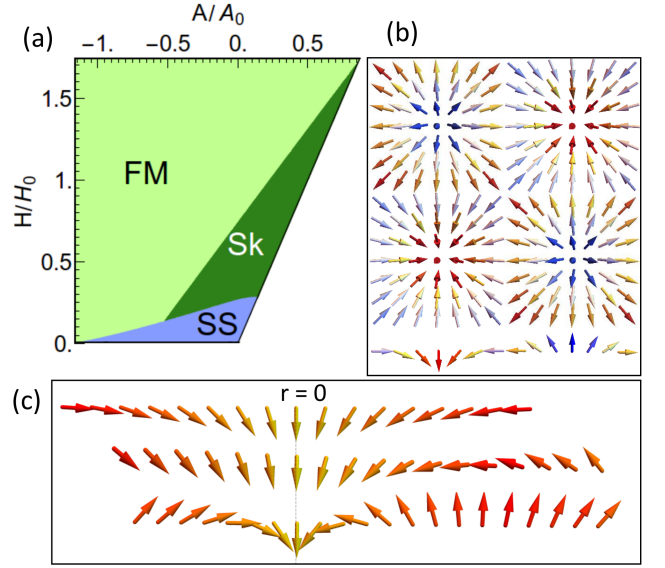 A/A₀
(a)
-1. -0.5 0. 0.5
(b)
1.5
FM
1.
H/H₀
Sk
0.5
SS
0.
(c)
r = 0